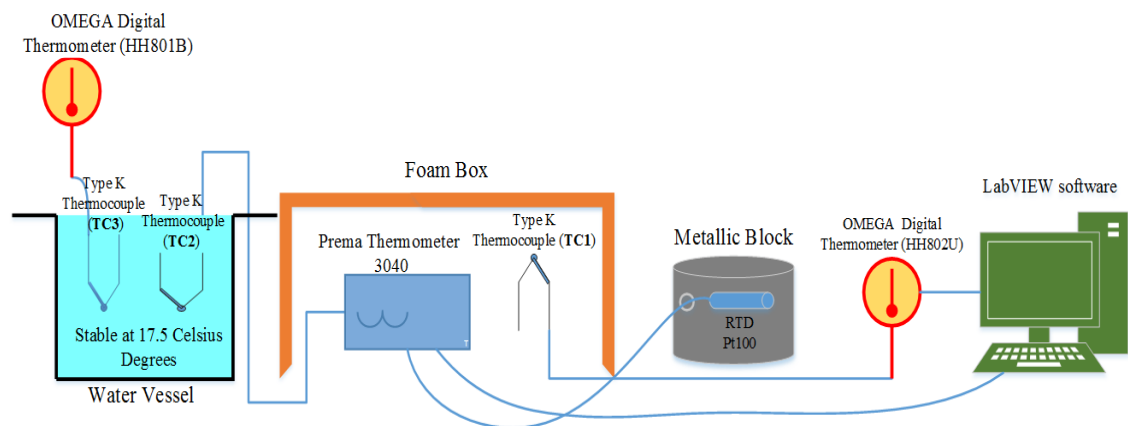 OMEGA Digital
Thermometer (HH801B)
Type K
Thermocouple
(TC3)
Type K
Thermocouple
(TC2)
Stable at 17.5 Celsius
Degrees
Water Vessel
Foam Box
Prema Thermometer
3040
T
Type K
Thermocouple (TC1)
Metallic Block
RTD
Pt100
OMEGA Digital
Thermometer (HH802U)
LabVIEW software